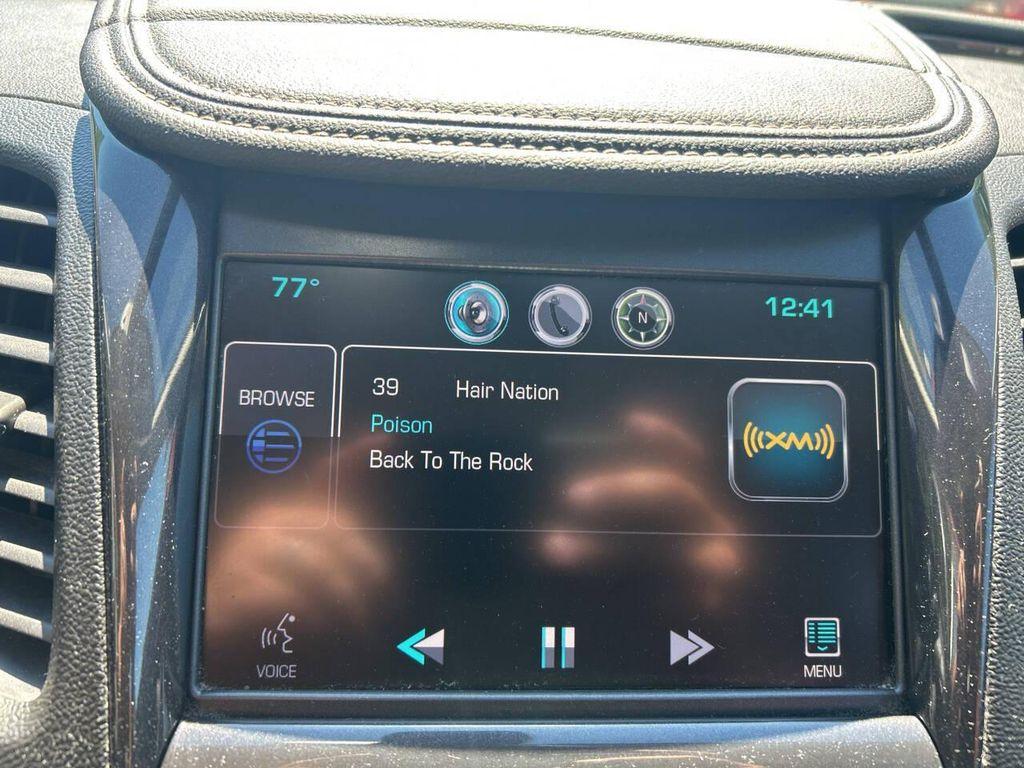 77°
N
12:41
BROWSE
39 Hair Nation
Poison
Back To The Rock
XM
VOICE
MENU